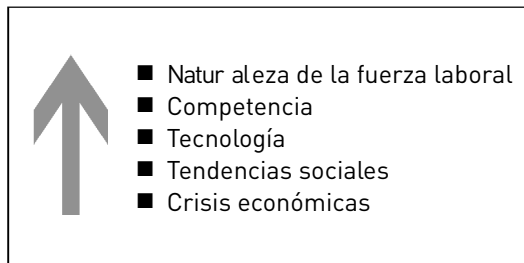 ■ Natur aleza de la fuerza laboral
■ Competencia
■ Tecnología
■ Tendencias sociales
■ Crisis económicas